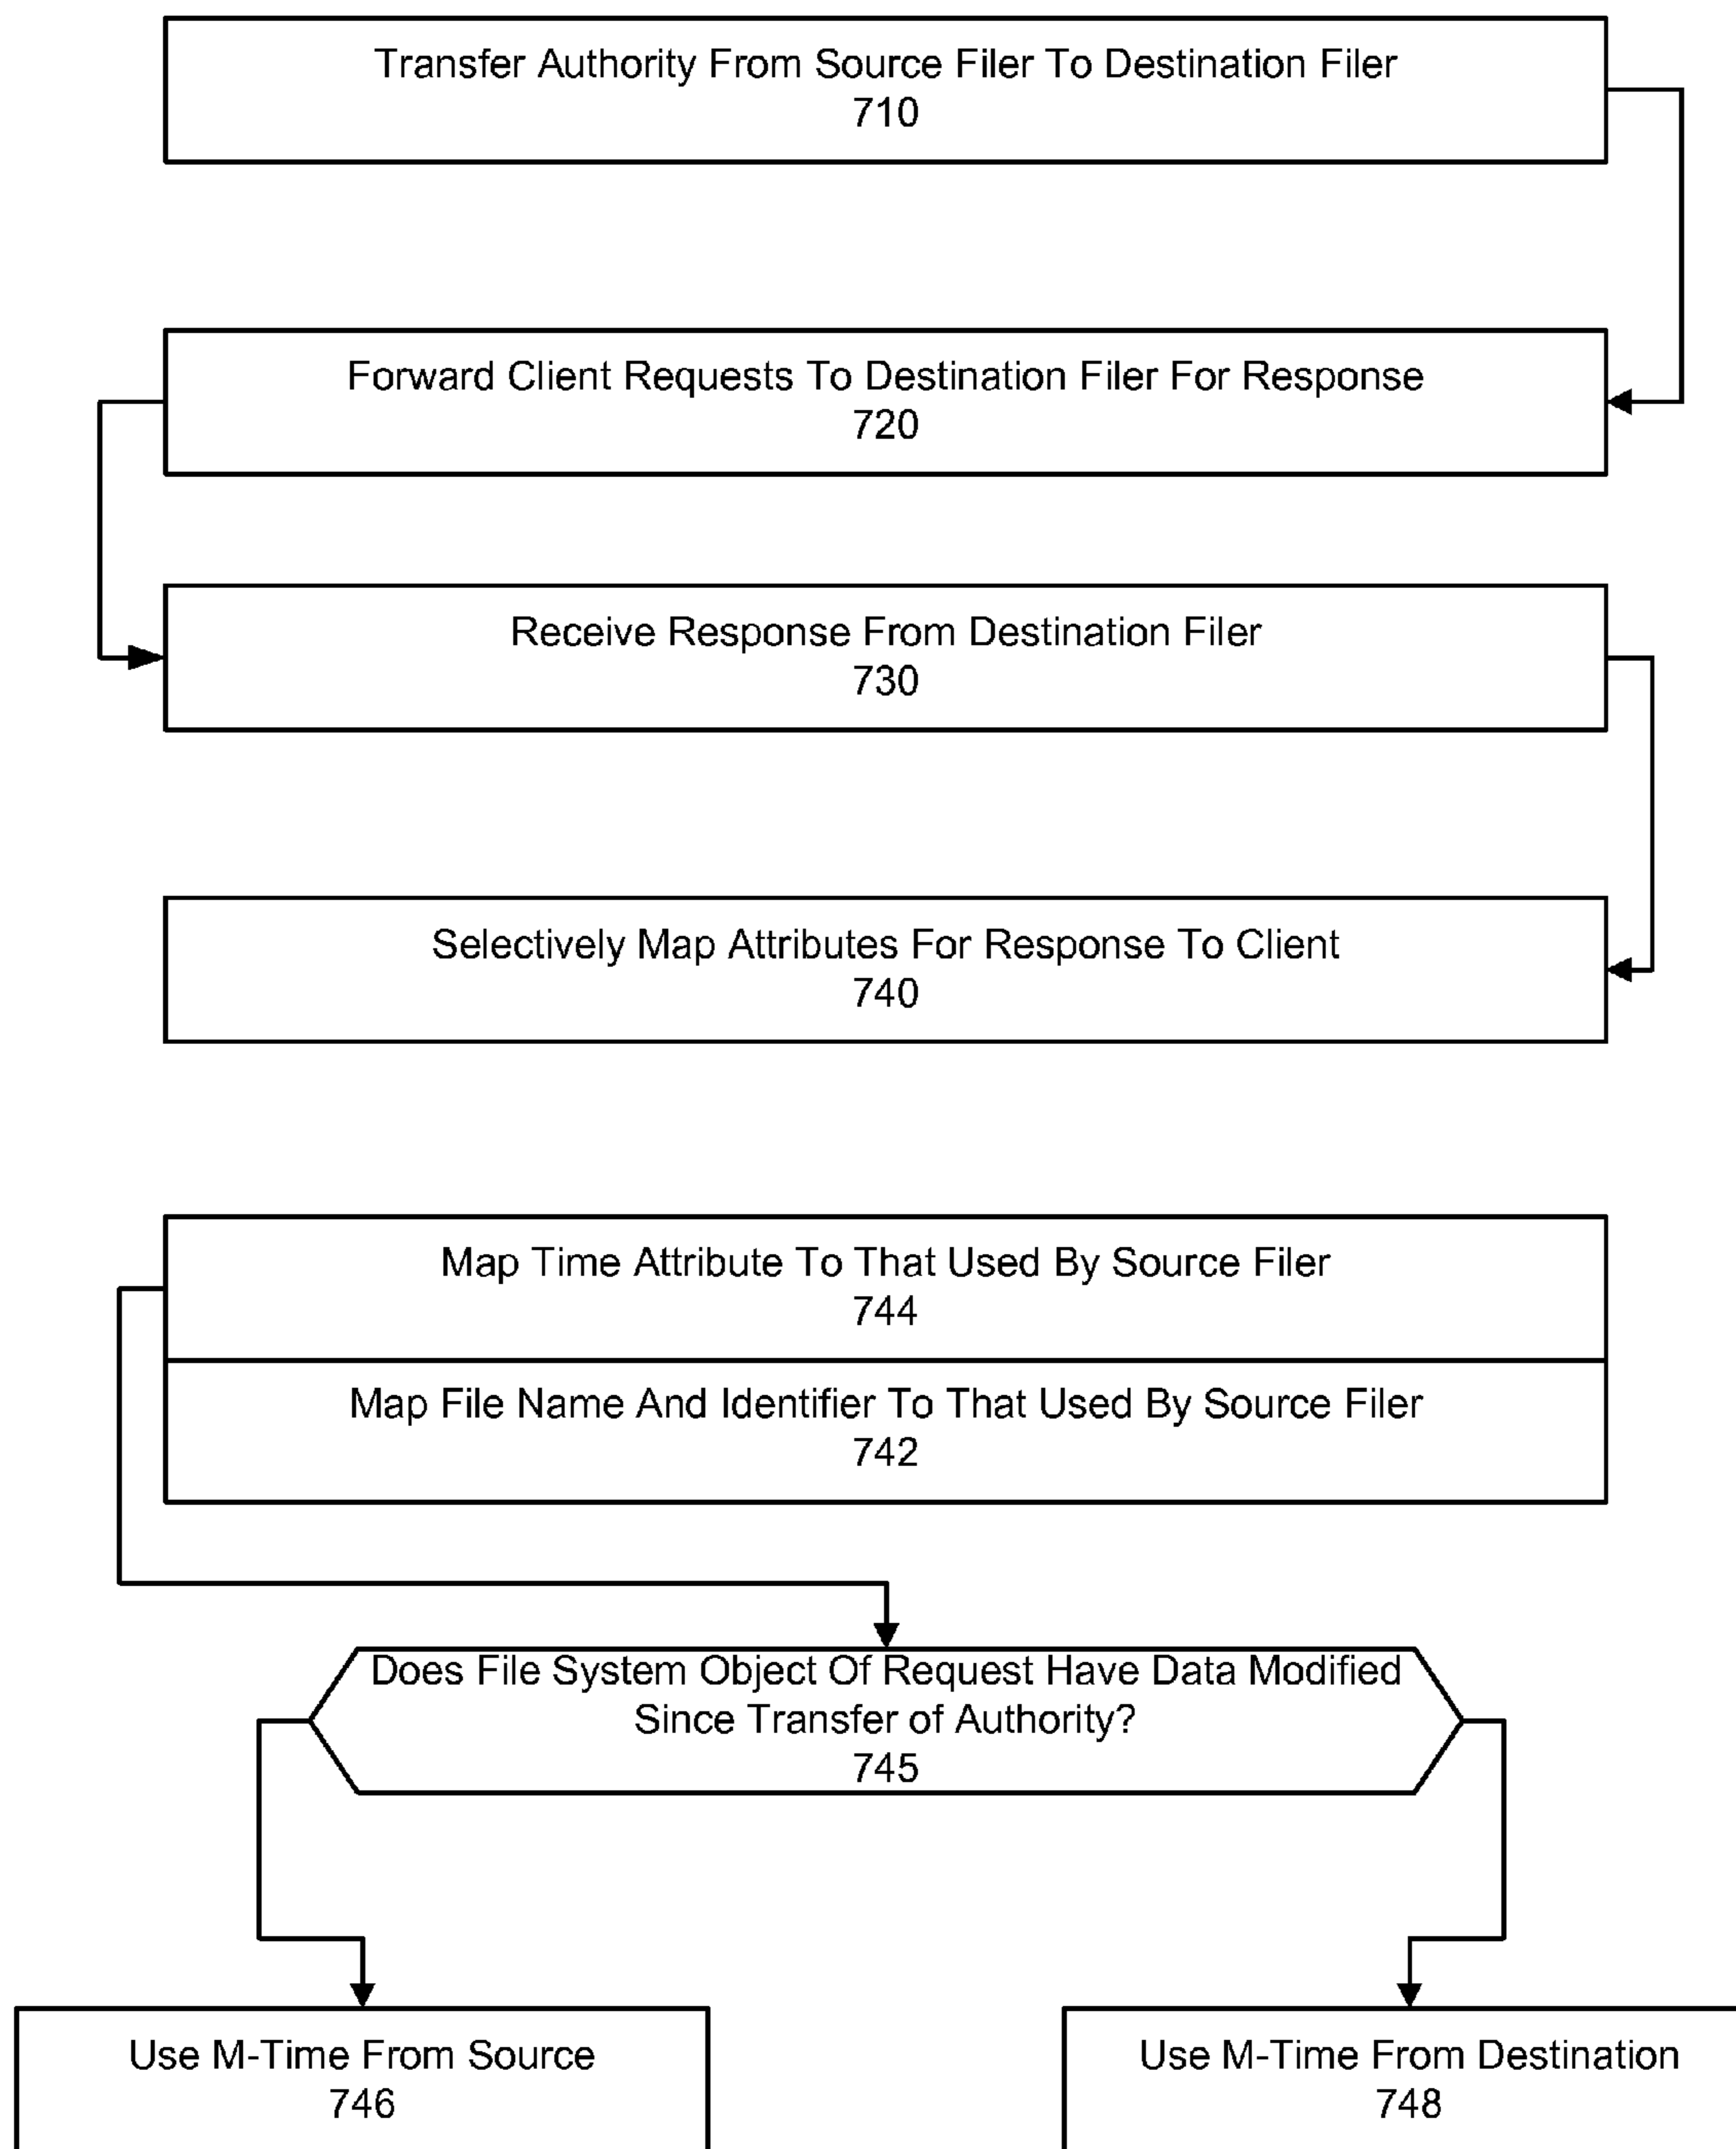 Transfer Authority From Source Filer To Destination Filer
710
Forward Client Requests To Destination Filer For Response
720
Receive Response From Destination Filer
730
Selectively Map Attributes For Response To Client
740
Map Time Attribute To That Used By Source Filer
744
Map File Name And Identifier To That Used By Source Filer
742
Does File System Object Of Request Have Data Modified
Since Transfer of Authority?
745
Use M-Time From Source
746
Use M-Time From Destination
748